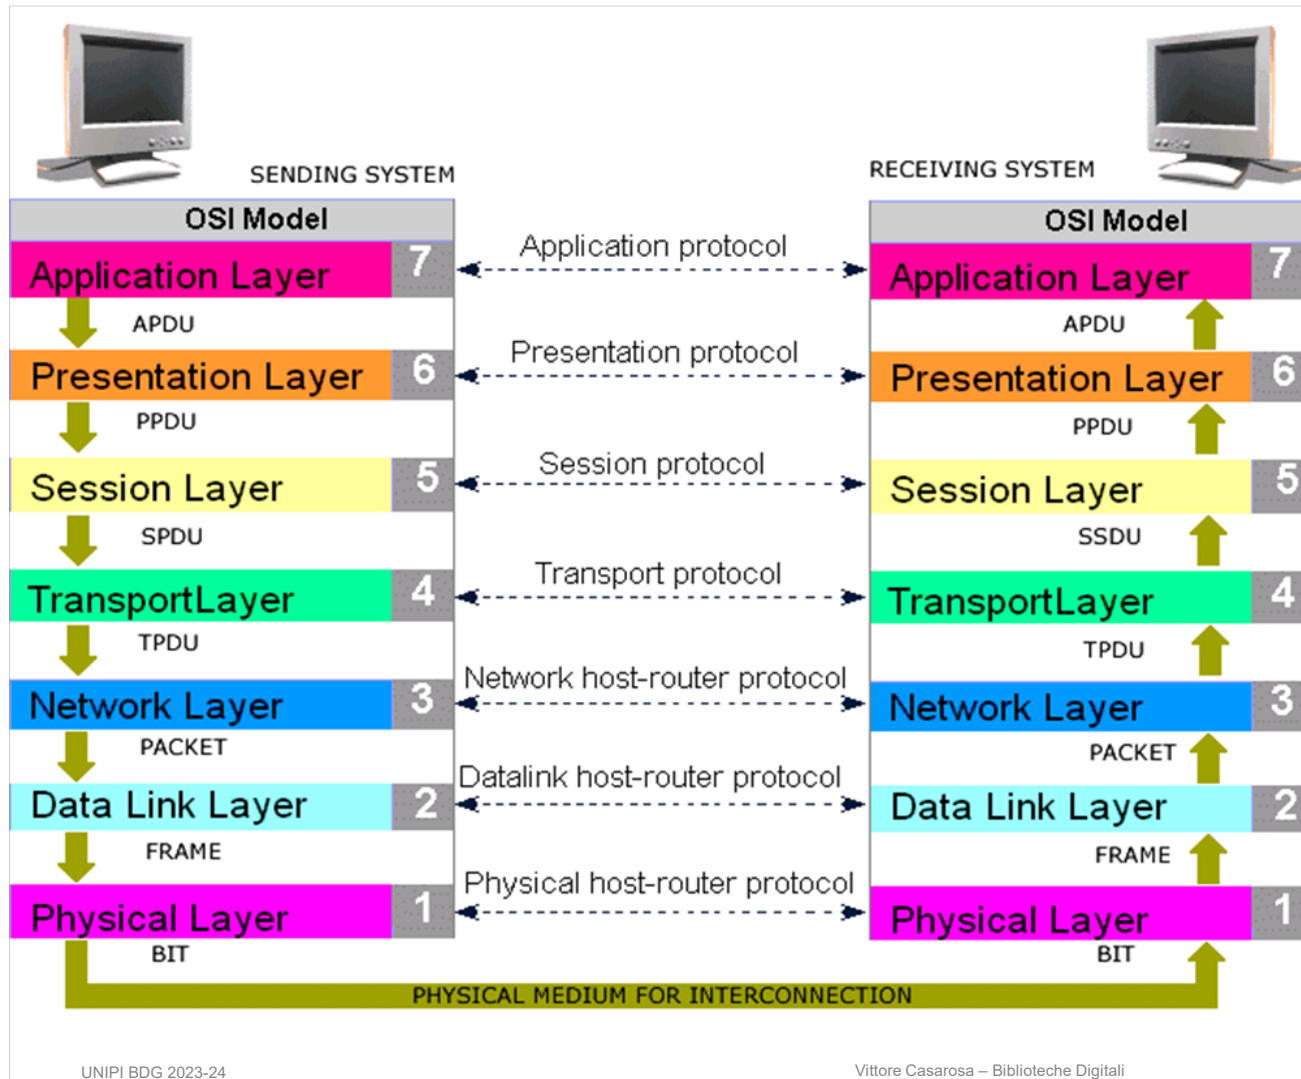 SENDING SYSTEM
RECEIVING SYSTEM
OSI Model
OSI Model
Application Layer 7
Application protocol
Application Layer 7
APDU
APDU
Presentation Layer 6
Presentation protocol
Presentation Layer 6
PPDU
PPDU
Session Layer 5
Session protocol
Session Layer 5
SPDU
SSDU
TransportLayer 4
Transport protocol
TransportLayer 4
TPDU
TPDU
Network Layer 3
Network host-router protocol
Network Layer 3
PACKET
PACKET
Data Link Layer 2
Datalink host-router protocol
Data Link Layer 2
FRAME
FRAME
Physical Layer 1
Physical host-router protocol
Physical Layer 1
BIT
BIT
PHYSICAL MEDIUM FOR INTERCONNECTION
UNIPI BDG 2023-24
Vittore Casarosa – Biblioteche Digitali